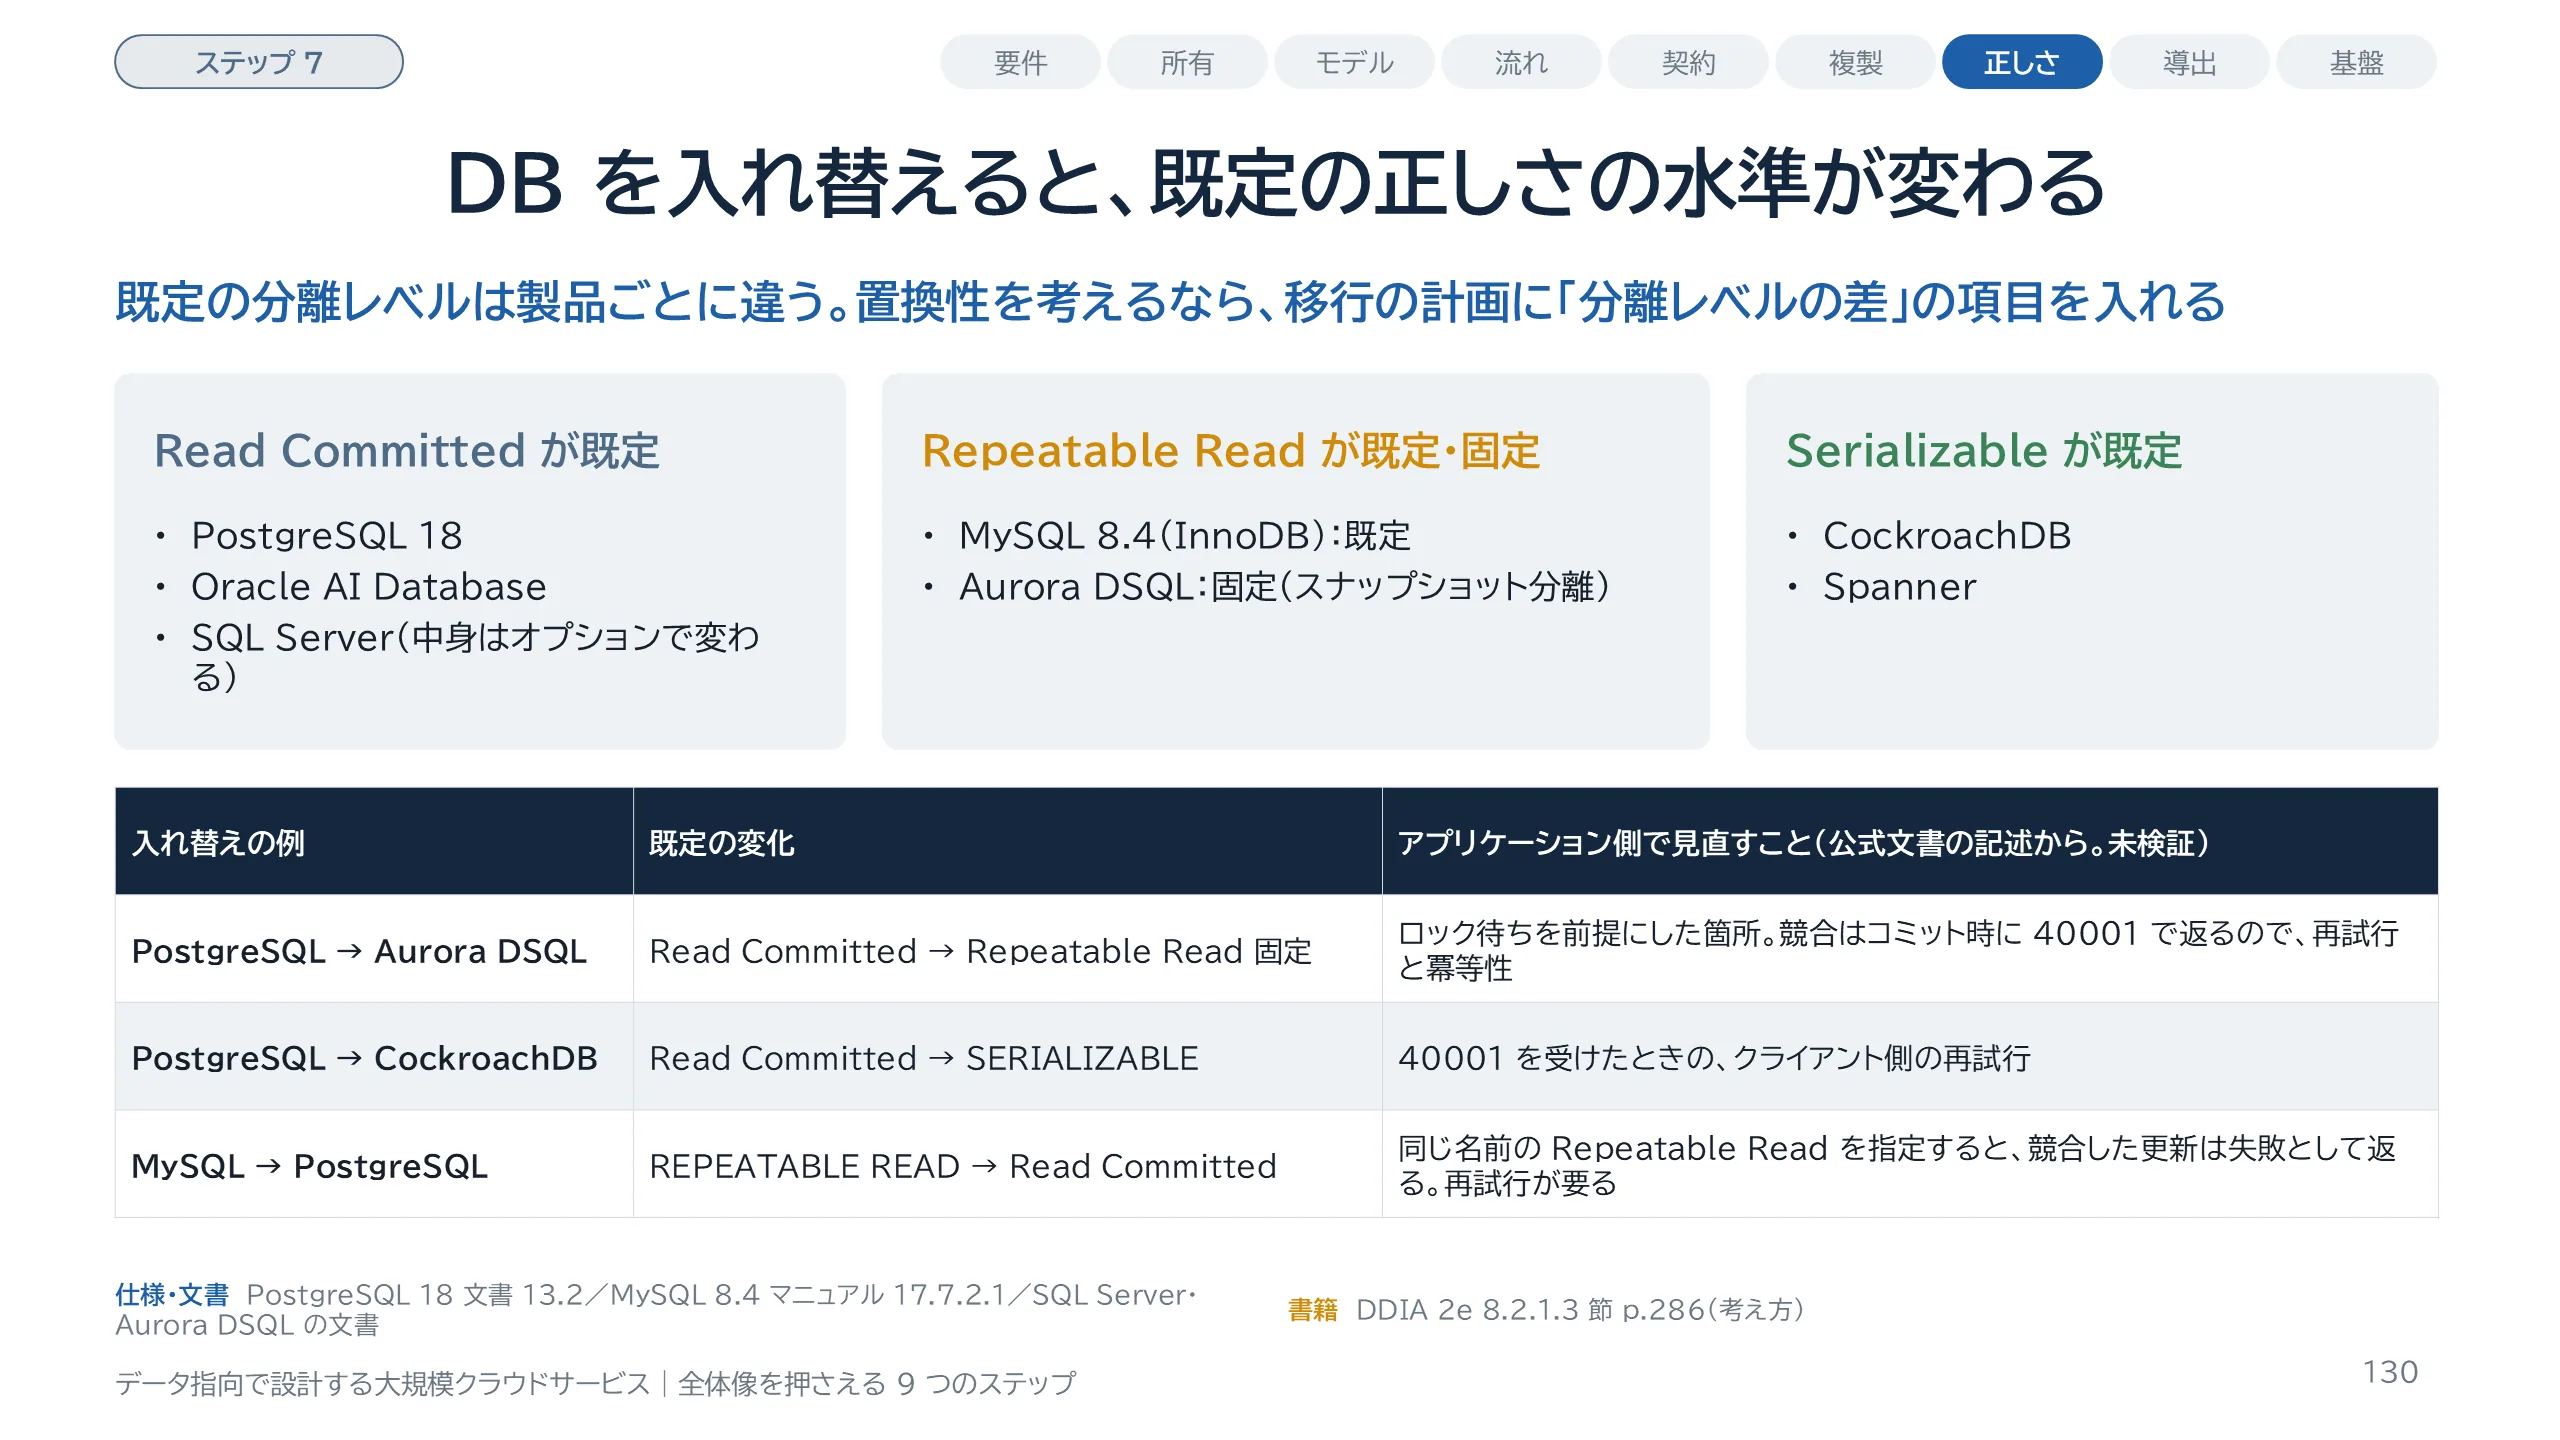 ステップ 7
要件
所有
モデル
流れ
契約
複製
正しさ
導出
基盤
DB を入れ替えると、既定の正しさの水準が変わる
既定の分離レベルは製品ごとに違う。置換性を考えるなら、移行の計画に「分離レベルの差」の項目を入れる
Read Committed が既定
• PostgreSQL 18
• Oracle AI Database
• SQL Server（中身はオプションで変わ
る）
Repeatable Read が既定・固定
• MySQL 8.4（InnoDB）：既定
• Aurora DSQL：固定（スナップショット分離）
Serializable が既定
• CockroachDB
• Spanner
入れ替えの例
既定の変化
アプリケーション側で見直すこと（公式文書の記述から。未検証）
PostgreSQL → Aurora DSQL
Read Committed → Repeatable Read 固定
ロック待ちを前提にした箇所。競合はコミット時に 40001 で返るので、再試行
と冪等性
PostgreSQL → CockroachDB
Read Committed → SERIALIZABLE
40001 を受けたときの、クライアント側の再試行
MySQL → PostgreSQL
REPEATABLE READ → Read Committed
同じ名前の Repeatable Read を指定すると、競合した更新は失敗として返
る。再試行が要る
仕様・文書 PostgreSQL 18 文書 13.2／MySQL 8.4 マニュアル 17.7.2.1／SQL Server・
Aurora DSQL の文書
書籍 DDIA 2e 8.2.1.3 節 p.286（考え方）
データ指向で設計する大規模クラウドサービス｜全体像を押さえる 9 つのステップ
130